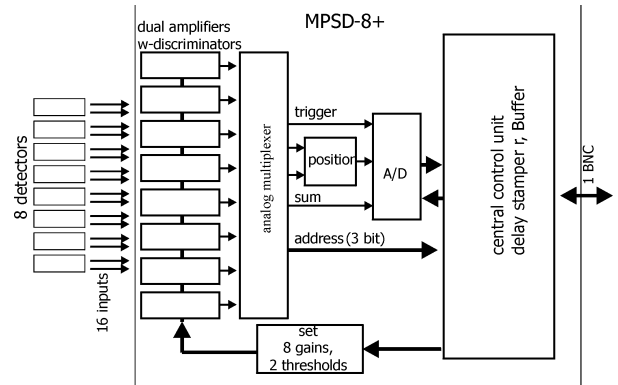 MPSD-8+
dual amplifiers
w-discriminators
8 detectors
16 inputs
analog multiplexer
trigger
position
sum
A/D
address (3 bit)
central control unit
delay stamper r, Buffer
1 BNC
set
8 gains,
2 thresholds